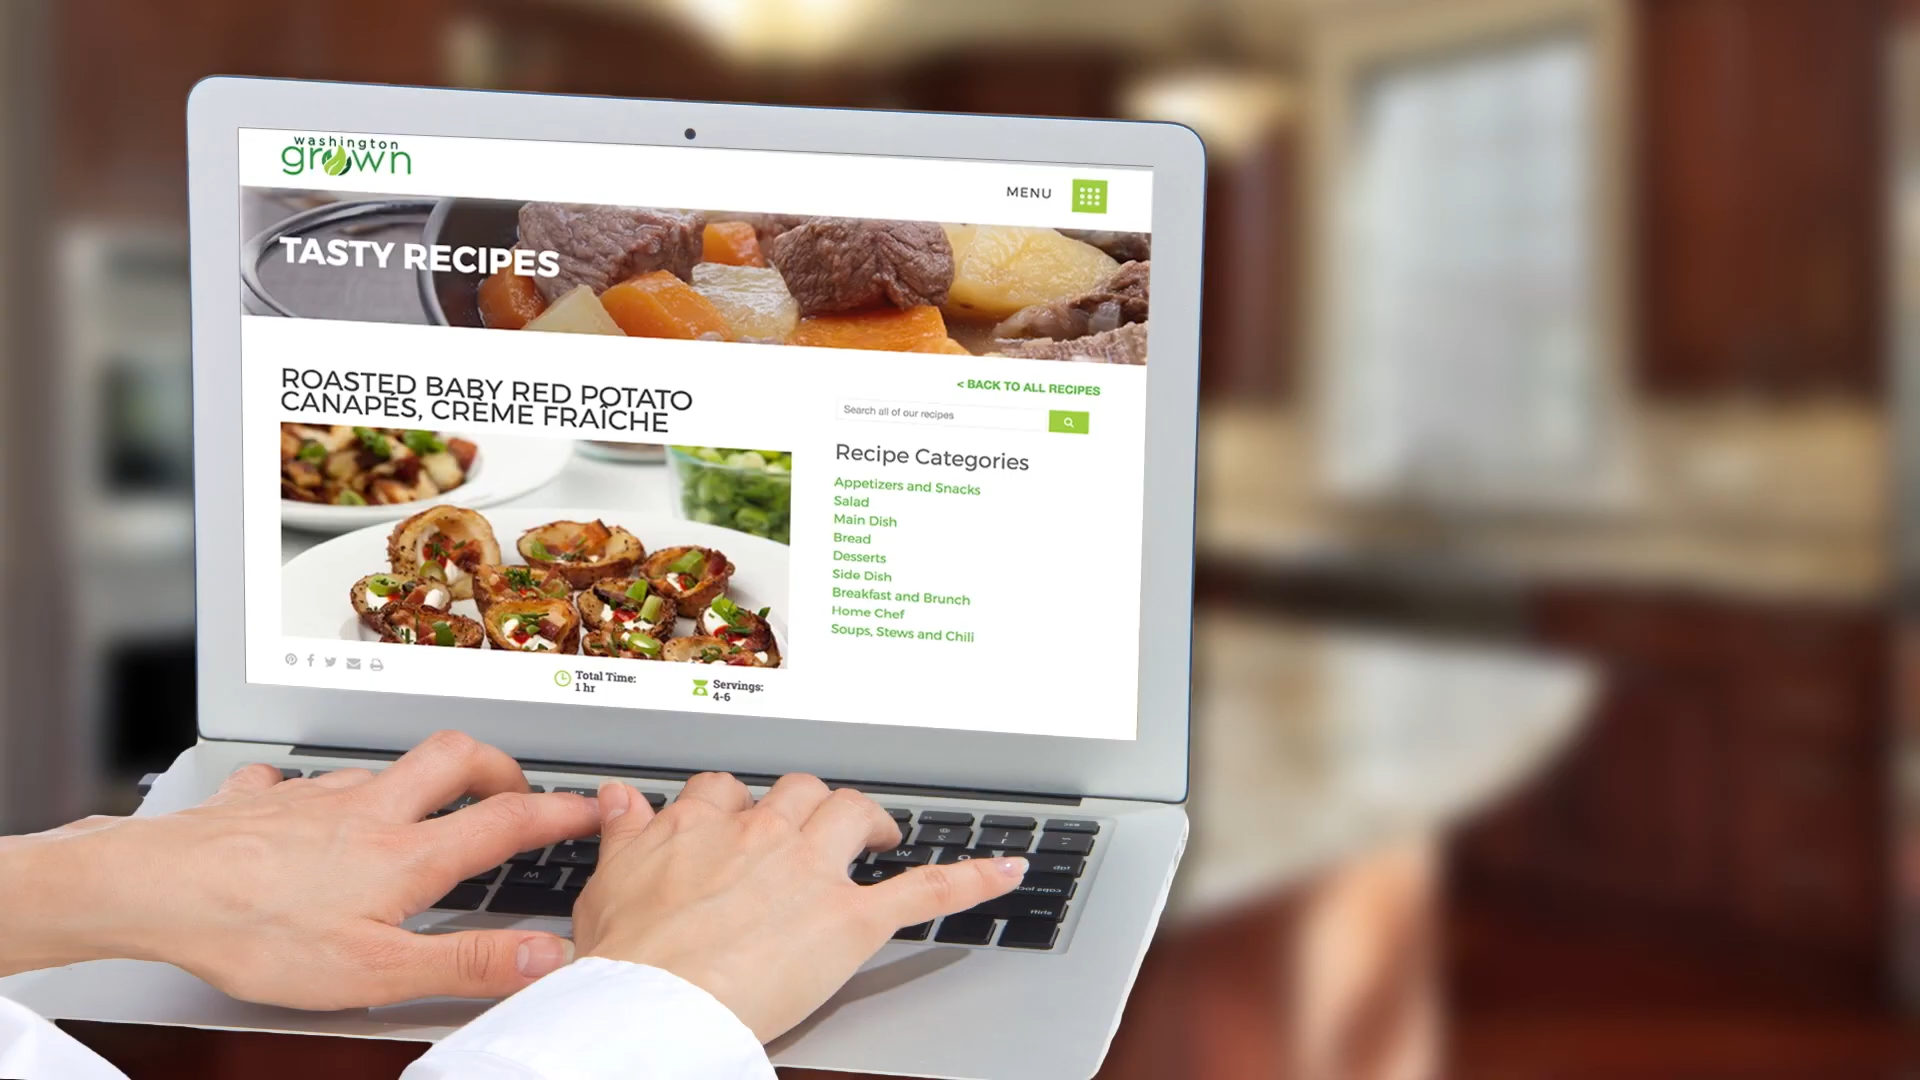 washington
grown
MENU
TASTY RECIPES
ROASTED BABY RED POTATO
CANAPES, CRÈME FRAÎCHE
< BACK TO ALL RECIPES
Search all of our recipes
Recipe Categories
Appetizers and Snacks
Salad
Main Dish
Bread
Desserts
Side Dish
Breakfast and Brunch
Home Chef
Soups, Stews and Chili
Total Time:
1 hr
Servings:
4-6